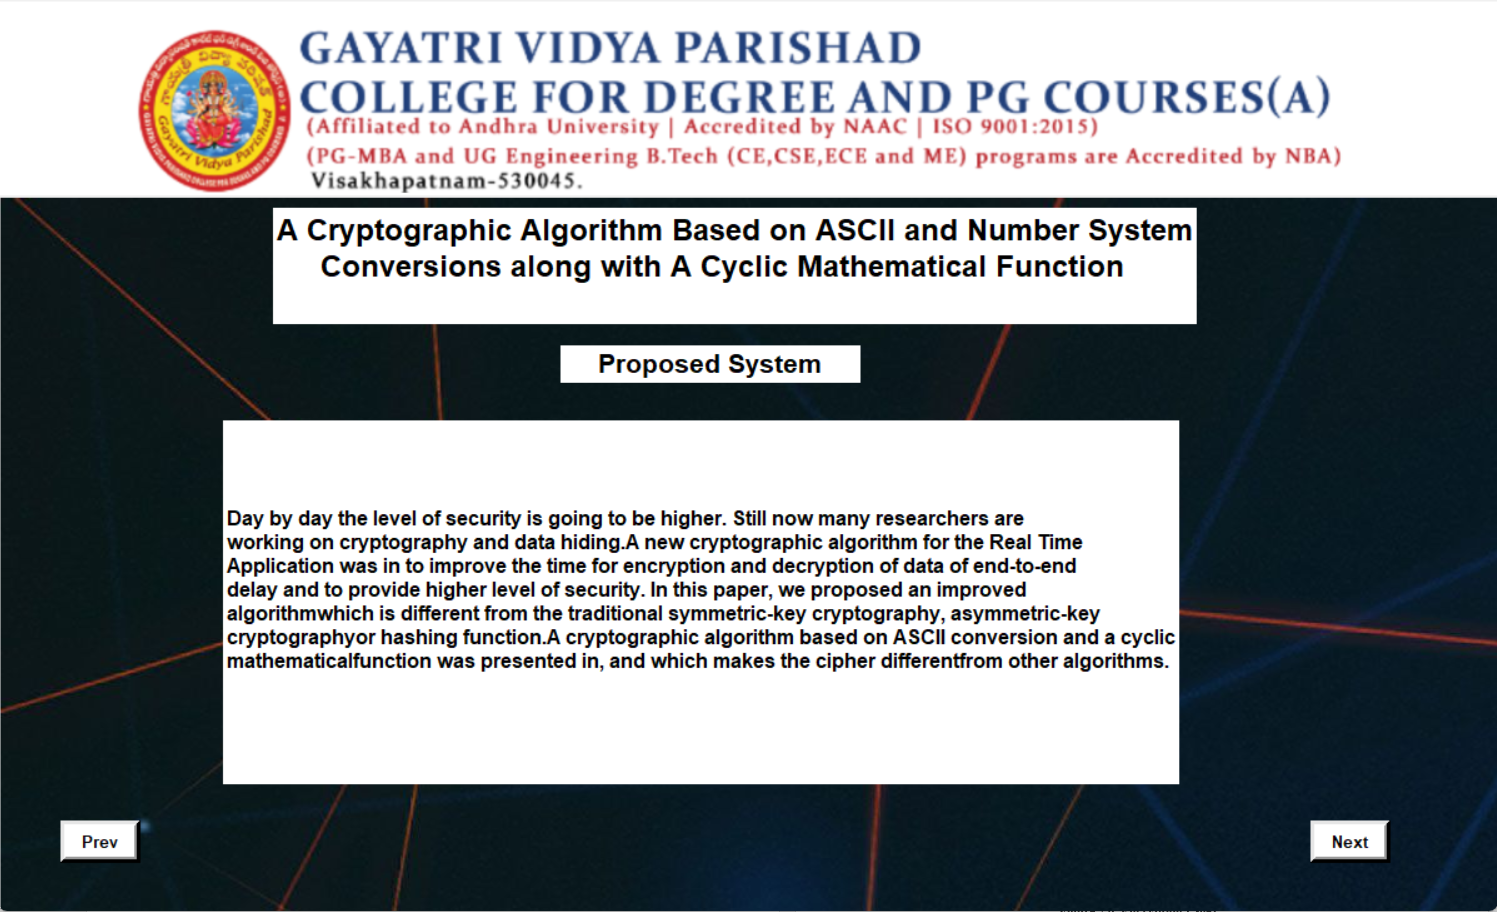 GAYATRI VIDYA PARISHAD
COLLEGE FOR DEGREE AND PG COURSES(A)
(Affiliated to Andhra University | Accredited by NAAC | ISO 9001:2015)
(PG-MBA and UG Engineering B.Tech (CE,CSE,ECE and ME) programs are Accredited by NBA)
Visakhapatnam-530045.
గాయత్రీ విద్యా పరిషత్
Gayatri Vidya Parishad
A Cryptographic Algorithm Based on ASCII and Number System
Conversions along with A Cyclic Mathematical Function
Proposed System
Day by day the level of security is going to be higher. Still now many researchers are
working on cryptography and data hiding.A new cryptographic algorithm for the Real Time
Application was in to improve the time for encryption and decryption of data of end-to-end
delay and to provide higher level of security. In this paper, we proposed an improved
algorithmwhich is different from the traditional symmetric-key cryptography, asymmetric-key
cryptographyor hashing function.A cryptographic algorithm based on ASCII conversion and a cyclic
mathematicalfunction was presented in, and which makes the cipher differentfrom other algorithms.
Prev
Next